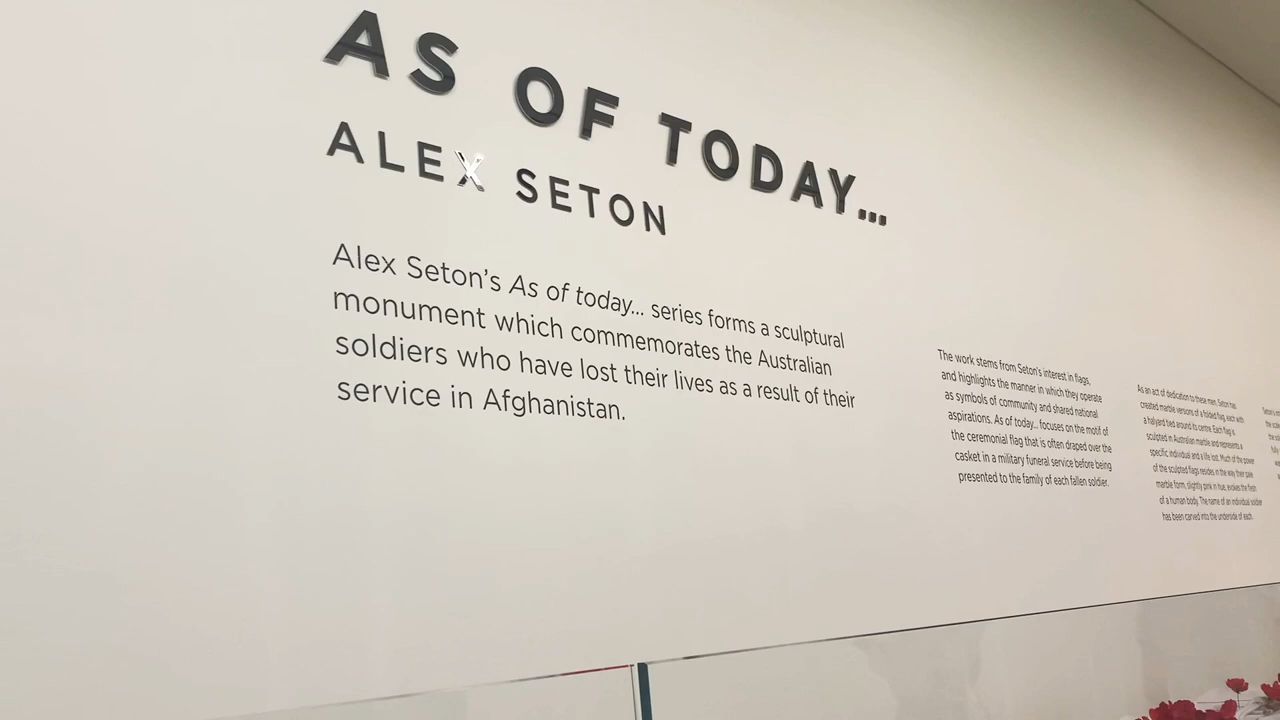 AS OF TODAY...
ALEX SETON
Alex Seton's As of today... series forms a sculptural
monument which commemorates the Australian
soldiers who have lost their lives as a result of their
service in Afghanistan.
The work stems from Seton's interest in flags,
and highlights the manner in which they operate
as symbols of community and shared national
aspirations. As of today... focuses on the motif of
the ceremonial flag that is often draped over the
casket in a military funeral service before being
presented to the family of each fallen soldier.
As an act of dedication to these men, Seton has
created marble versions of a folded flag, each with
a halyard tied around its centre. Each flag is
sculpted in Australian marble and represents a
specific individual and a life lost. Much of the power
of the sculpted flags resides in the way their pale
marble form, slightly pink in hue, evokes the flesh
of a human body. The name of an individual soldier
has been carved into the underside of each.